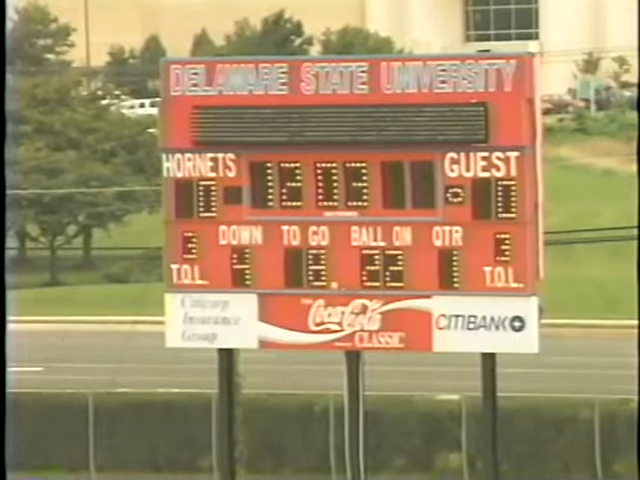 DELAWARE STATE UNIVERSITY
HORNETS 12 03 GUEST
0 0
DOWN TO GO BALL ON QTR
3 4 22 1 3
T.O.L. T.O.L.
Citicorp
Insurance
Group
Coca-Cola
CLASSIC
CITIBANK